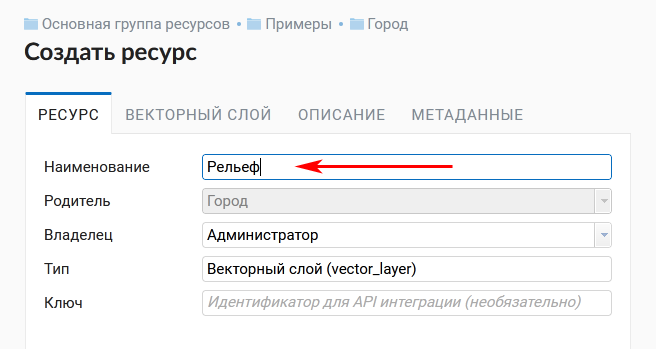 Основная группа ресурсов • Примеры • Город
Создать ресурс
РЕСУРС ВЕКТОРНЫЙ СЛОЙ ОПИСАНИЕ МЕТАДАННЫЕ
Наименование Рельеф
Родитель Город
Владелец Администратор
Тип Векторный слой (vector_layer)
Ключ Идентификатор для API интеграции (необязательно)